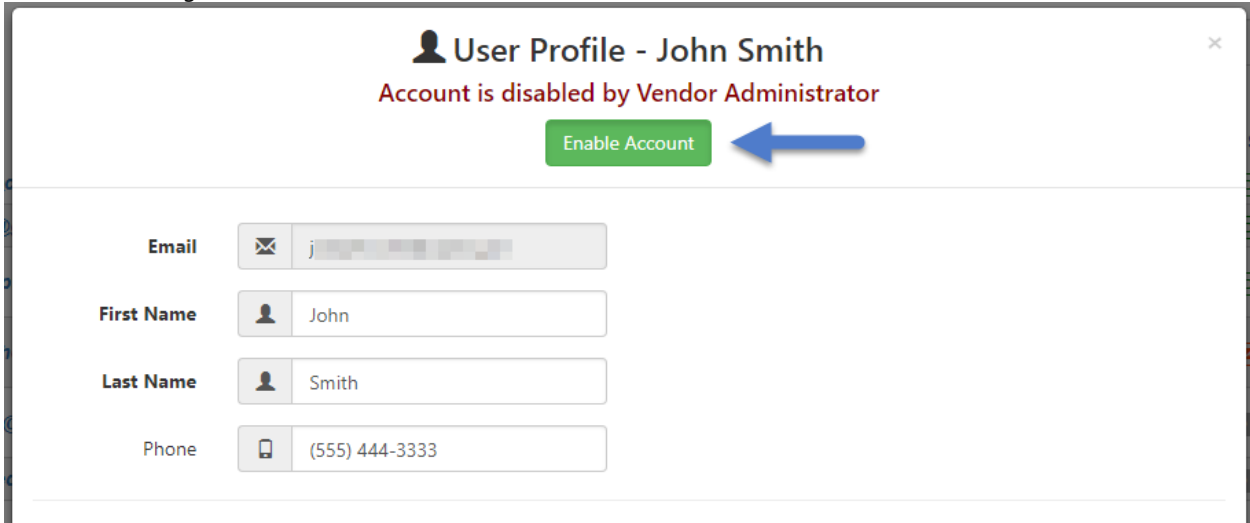 User Profile - John Smith
×
Account is disabled by Vendor Administrator
Enable Account
Email
j
First Name
John
Last Name
Smith
Phone
(555) 444-3333